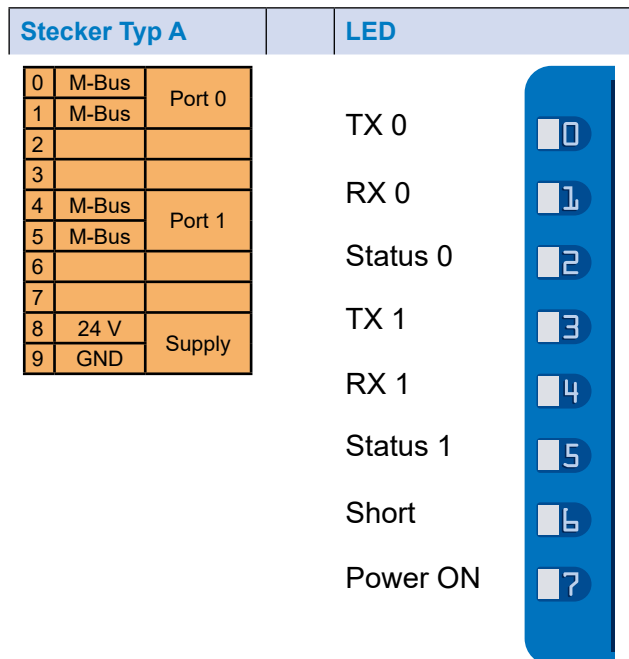 Stecker Typ A LED
0 M-Bus Port 0
1 M-Bus
2
3
4 M-Bus Port 1
5 M-Bus
6
7
8 24 V Supply
9 GND
TX 0 0
RX 0 1
Status 0 2
TX 1 3
RX 1 4
Status 1 5
Short 6
Power ON 7